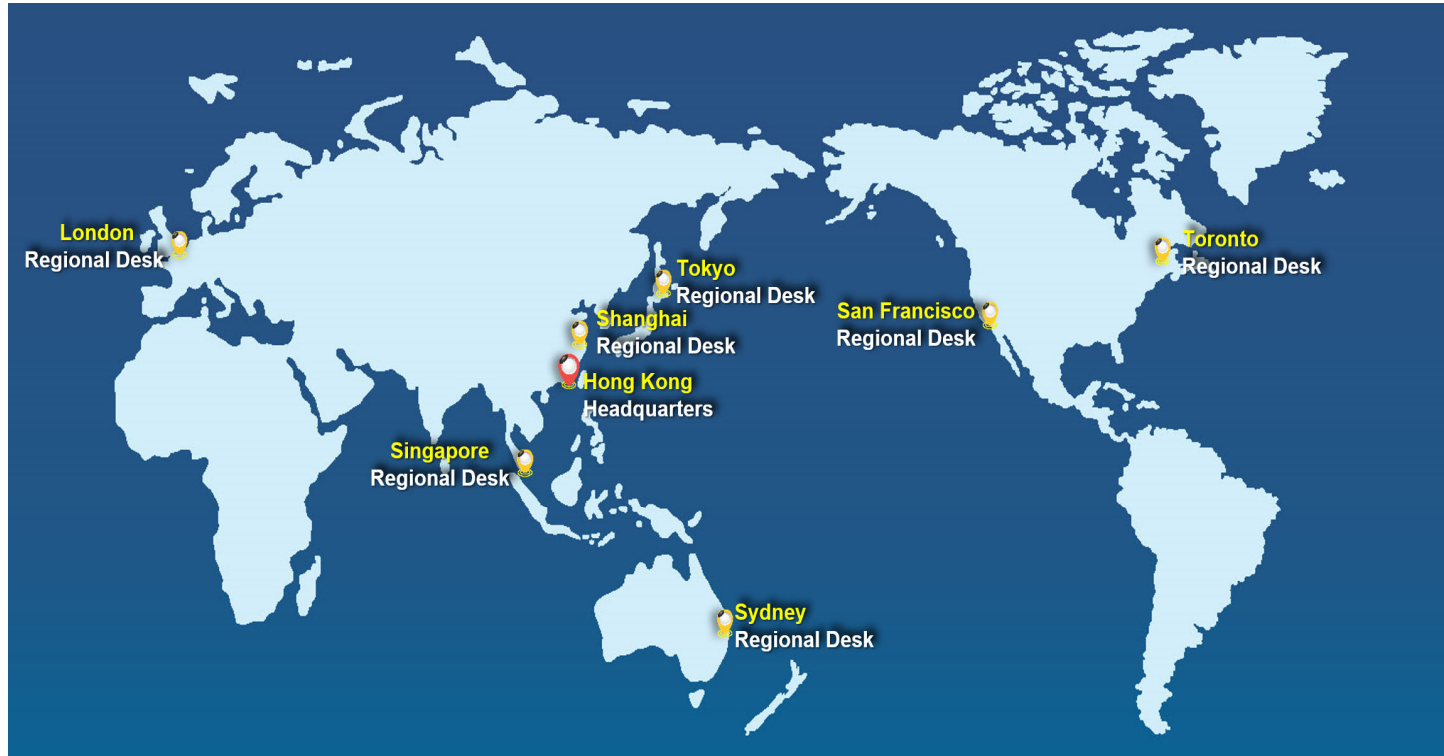 London
Regional Desk
Toronto
Regional Desk
Tokyo
Regional Desk
San Francisco
Regional Desk
Shanghai
Regional Desk
Hong Kong
Headquarters
Singapore
Regional Desk
Sydney
Regional Desk